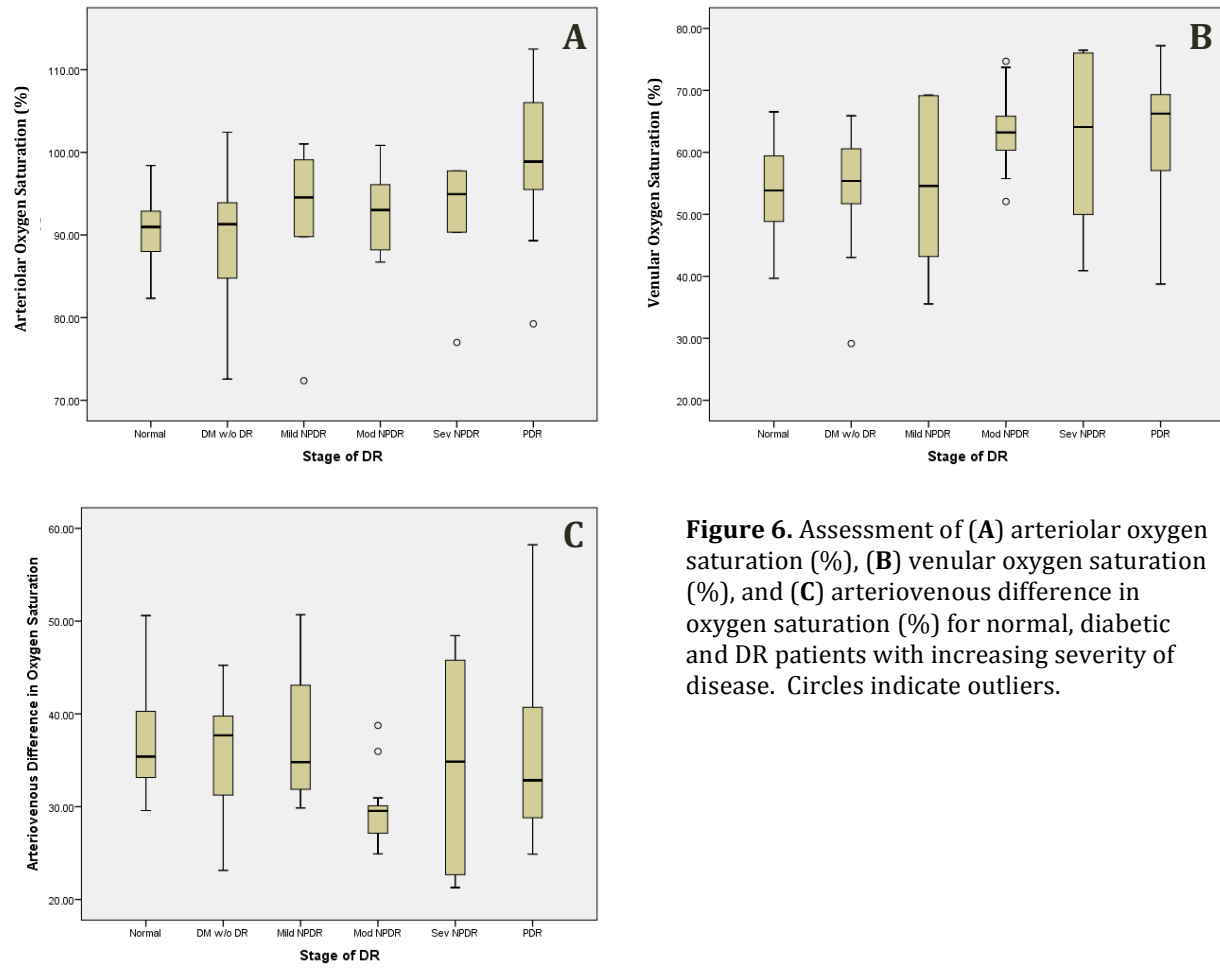 A
Arteriolar Oxygen Saturation (%)
110.00
100.00
90.00
80.00
70.00
Normal
DM w/o DR
Mild NPDR
Mod NPDR
Sev NPDR
PDR
Stage of DR
B
Venular Oxygen Saturation (%)
80.00
70.00
60.00
50.00
40.00
30.00
20.00
Normal
DM w/o DR
Mild NPDR
Mod NPDR
Sev NPDR
PDR
Stage of DR
C
Arteriovenous Difference in Oxygen Saturation
60.00
50.00
40.00
30.00
20.00
Normal
DM w/o DR
Mild NPDR
Mod NPDR
Sev NPDR
PDR
Stage of DR
Figure 6. Assessment of (A) arteriolar oxygen
saturation (%), (B) venular oxygen saturation
(%), and (C) arteriovenous difference in
oxygen saturation (%) for normal, diabetic
and DR patients with increasing severity of
disease. Circles indicate outliers.